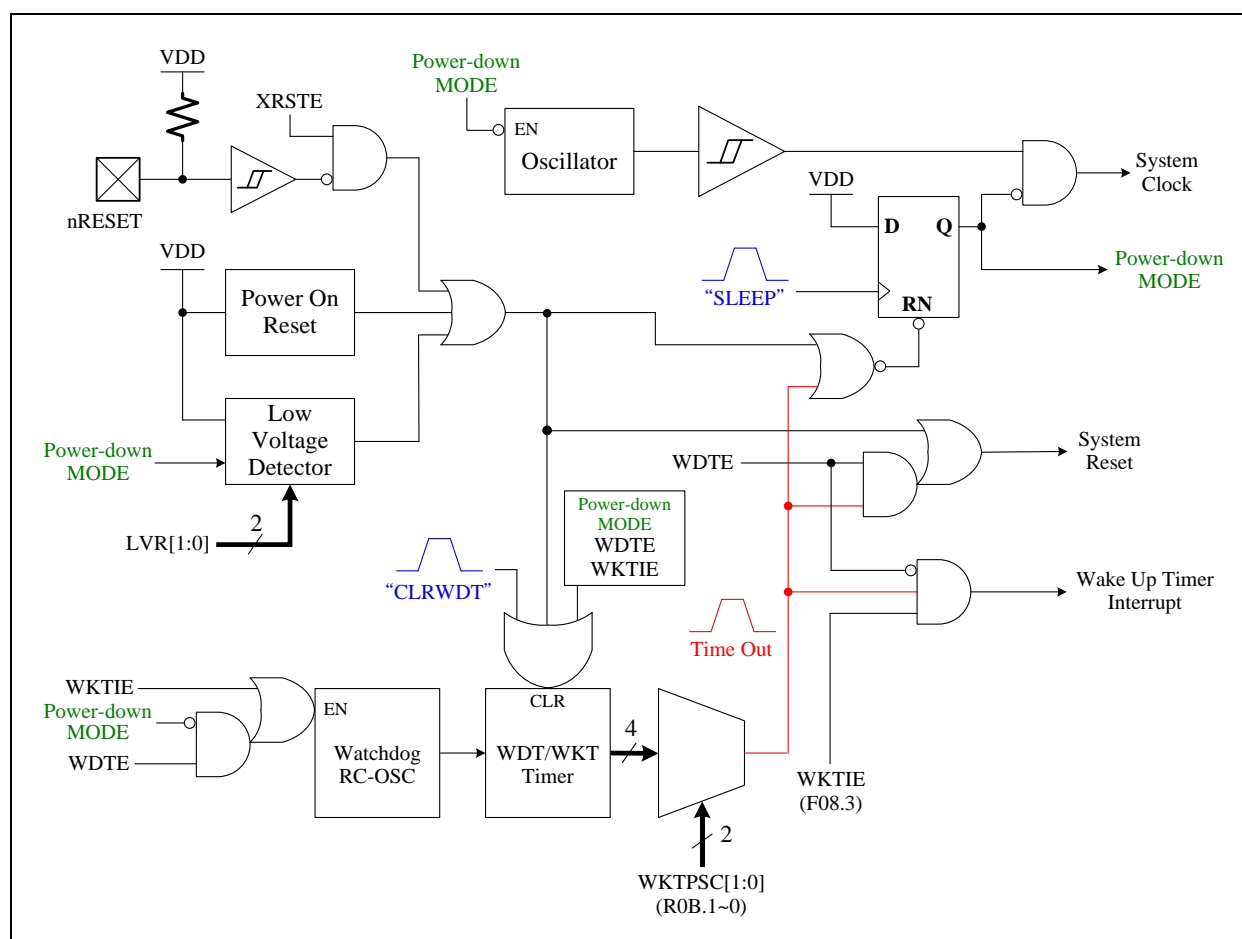 VDD
Power-down
MODE
XRSTE
EN
Oscillator
System
Clock
nRESET
VDD
D
Q
VDD
Power-down
MODE
"SLEEP"
RN
Power On
Reset
Low
Voltage
Detector
Power-down
MODE
System
Reset
WDTE
2
LVR[1:0]
Power-down
MODE
WDTE
WKTIE
"CLRWDT"
Wake Up Timer
Interrupt
Time Out
WKTIE
Power-down
MODE
WDTE
EN
Watchdog
RC-OSC
CLR
WDT/WKT
Timer
4
WKTIE
(F08.3)
2
WKTPSC[1:0]
(R0B.1~0)